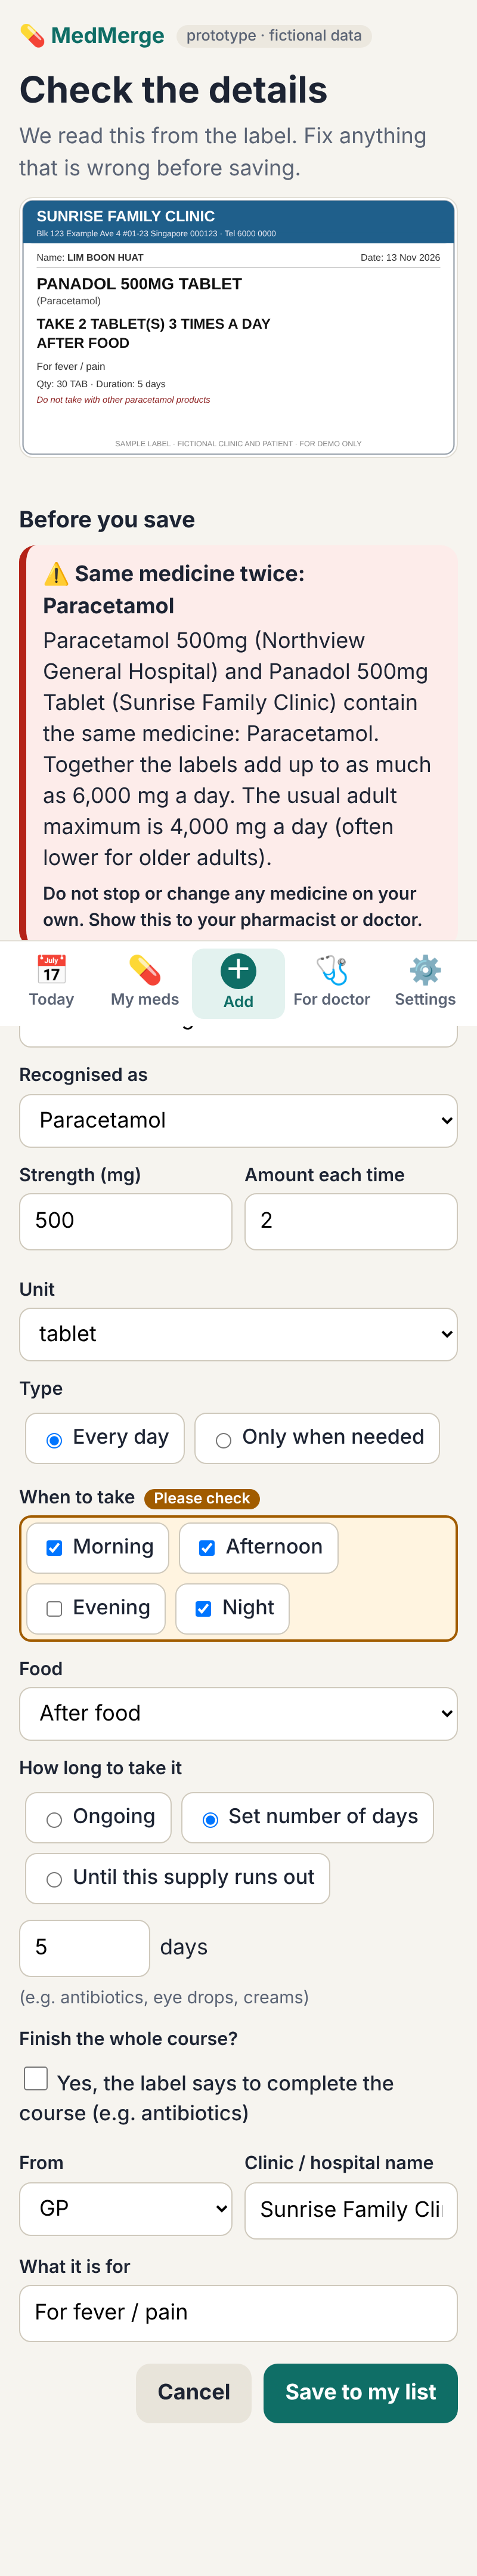 MedMerge prototype · fictional data
Check the details
We read this from the label. Fix anything
that is wrong before saving.
SUNRISE FAMILY CLINIC
Blk 123 Example Ave 4 #01-23 Singapore 000123 · Tel 6000 0000
Name: LIM BOON HUAT Date: 13 Nov 2026
PANADOL 500MG TABLET
(Paracetamol)
TAKE 2 TABLET(S) 3 TIMES A DAY
AFTER FOOD
For fever / pain
Qty: 30 TAB · Duration: 5 days
Do not take with other paracetamol products
SAMPLE LABEL · FICTIONAL CLINIC AND PATIENT · FOR DEMO ONLY
Before you save
⚠️ Same medicine twice:
Paracetamol
Paracetamol 500mg (Northview
General Hospital) and Panadol 500mg
Tablet (Sunrise Family Clinic) contain
the same medicine: Paracetamol.
Together the labels add up to as much
as 6,000 mg a day. The usual adult
maximum is 4,000 mg a day (often
lower for older adults).
Do not stop or change any medicine on your
own. Show this to your pharmacist or doctor.
JULY
17
Today My meds Add For doctor Settings
Recognised as
Paracetamol
Strength (mg) Amount each time
500 2
Unit
tablet
Type
Every day Only when needed
When to take Please check
Morning Afternoon
Evening Night
Food
After food
How long to take it
Ongoing Set number of days
Until this supply runs out
5 days
(e.g. antibiotics, eye drops, creams)
Finish the whole course?
Yes, the label says to complete the
course (e.g. antibiotics)
From Clinic / hospital name
GP Sunrise Family Cli
What it is for
For fever / pain
Cancel Save to my list